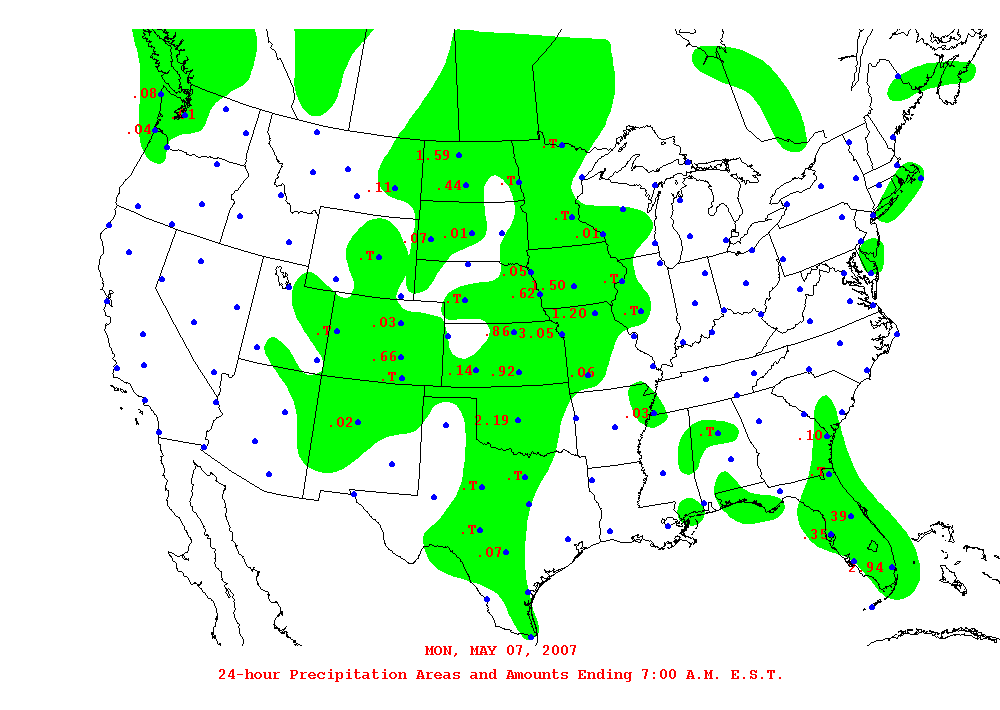 .08
.04
1.59
.T
.11
.44
.T
.T
.07
.01
.01
.T
.05
.T
1.50
.62
.T
1.20
.T
.03
.T
.86
3.05
.66
.14
.92
.06
.T
.03
.02
2.19
.T
.10
.T
.T
.T
.39
.T
.35
.07
2.94
MON, MAY 07, 2007
24-hour Precipitation Areas and Amounts Ending 7:00 A.M. E.S.T.